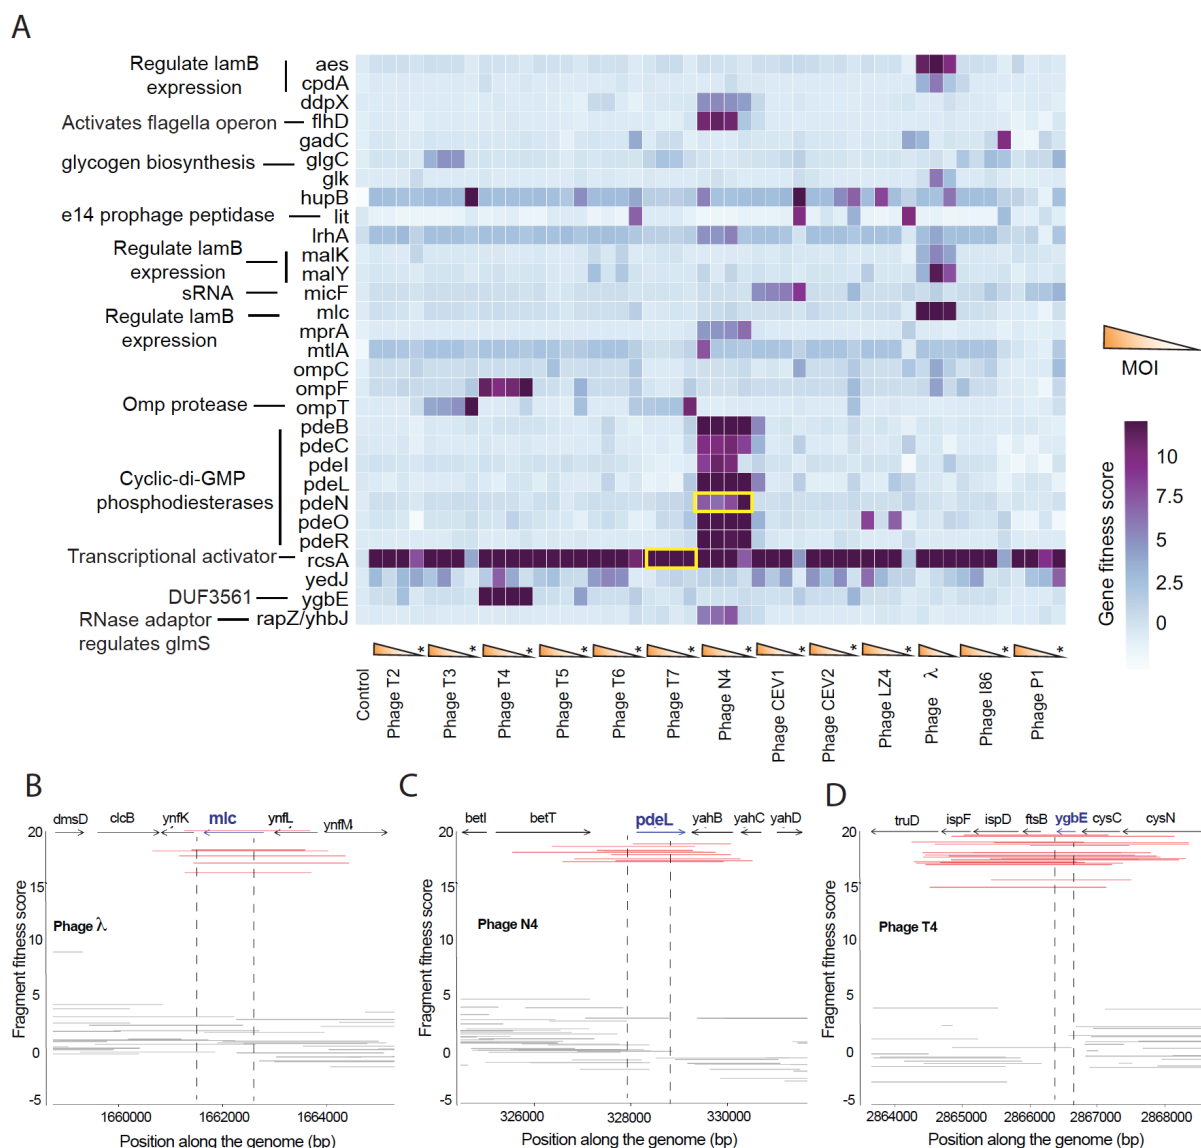 A
Regulate lamB
expression
Activates flagella operon
glycogen biosynthesis
e14 prophage peptidase
Regulate lamB
expression
sRNA
Regulate lamB
expression
Omp protease
Cyclic-di-GMP
phosphodiesterases
Transcriptional activator
DUF3561
RNase adaptor
regulates glmS
aes
cpdA
ddpX
flhD
gadC
glgC
glk
hupB
lit
lrhA
malK
malY
micF
mlc
mprA
mtlA
ompC
ompF
ompT
pdeB
pdeC
pdeI
pdeL
pdeN
pdeO
pdeR
rcsA
yedJ
ygbE
rapZ/yhbJ
* * * * * * * * * * * * *
Control
Phage T2
Phage T3
Phage T4
Phage T5
Phage T6
Phage T7
Phage N4
Phage CEV1
Phage CEV2
Phage LZ4
Phage λ
Phage I86
Phage P1
MOI
Gene fitness score
10
7.5
5
2.5
0
B
dmsD clcB ynfK mlc ynfL ynfM
20
15
10
5
0
-5
Fragment fitness score
Phage λ
1660000 1662000 1664000
Position along the genome (bp)
C
betI betT pdeL yahB yahC yahD
20
15
10
5
0
-5
Fragment fitness score
Phage N4
326000 328000 330000
Position along the genome (bp)
D
truD ispF ispD ftsB ygbE cysC cysN
20
15
10
5
0
-5
Fragment fitness score
Phage T4
2864000 2865000 2866000 2867000 2868000
Position along the genome (bp)